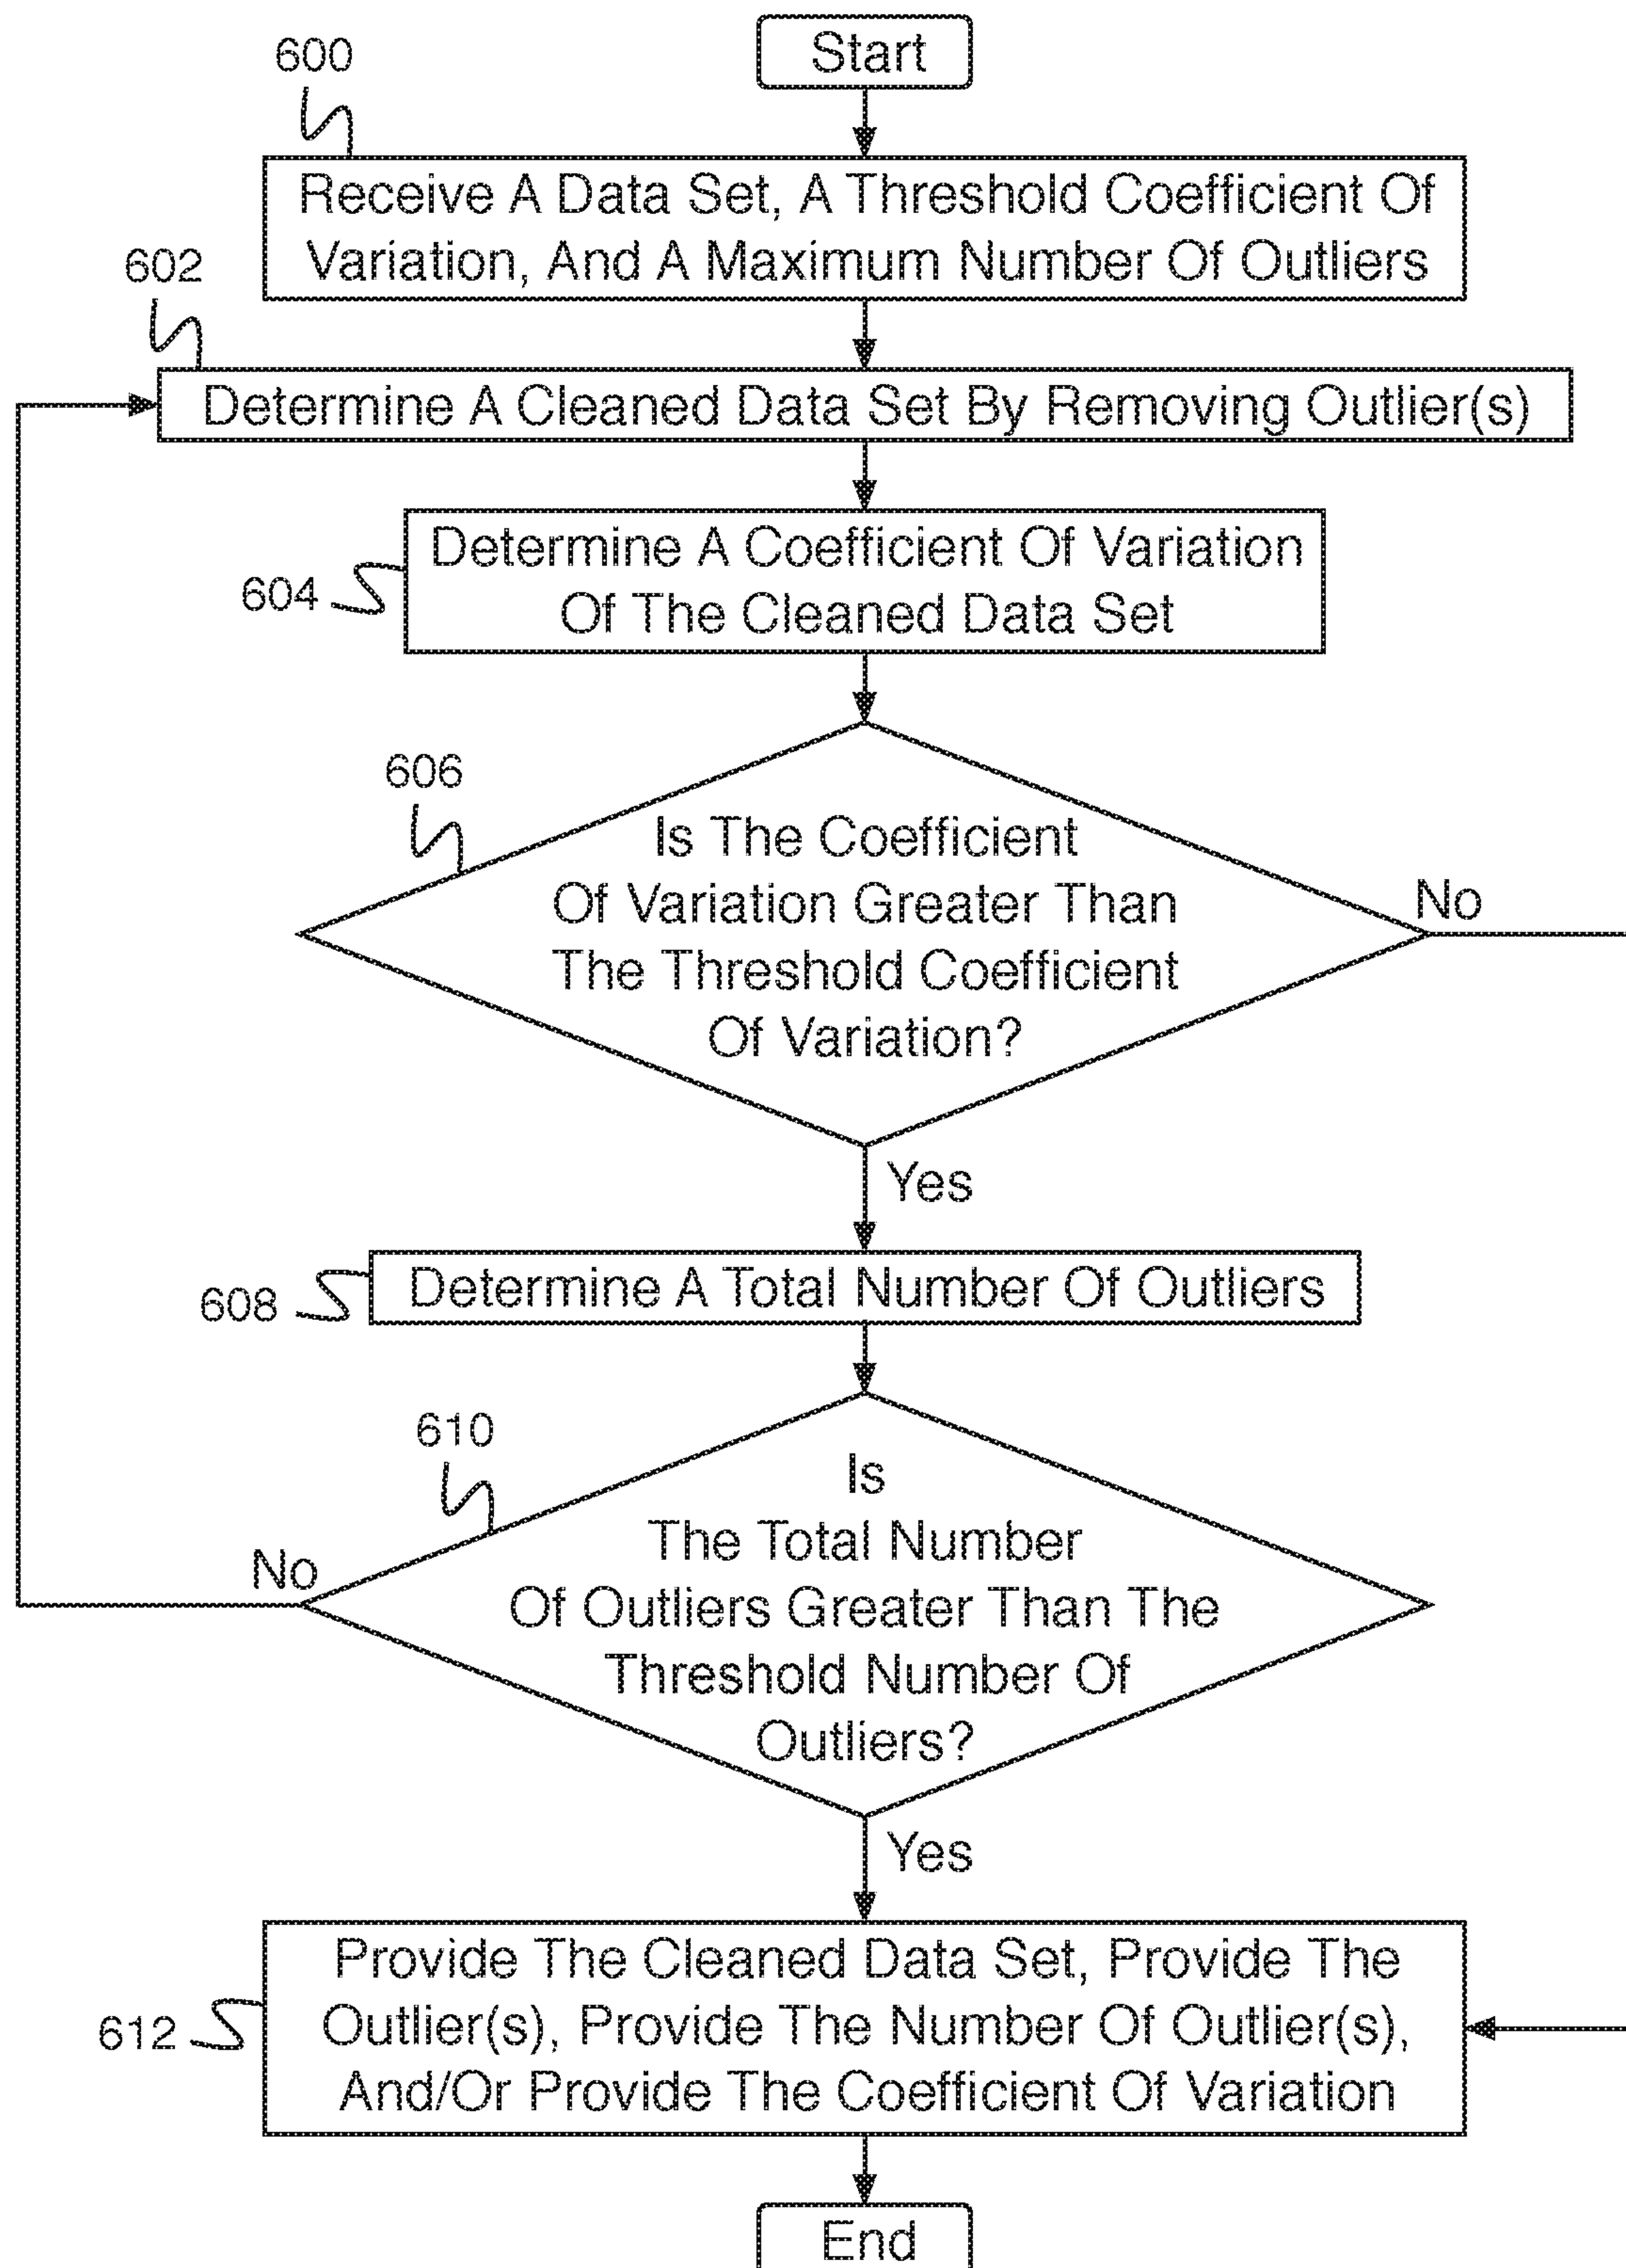 Start
600
Receive A Data Set, A Threshold Coefficient Of
Variation, And A Maximum Number Of Outliers
602
Determine A Cleaned Data Set By Removing Outlier(s)
Determine A Coefficient Of Variation
604
Of The Cleaned Data Set
606
Is The Coefficient
Of Variation Greater Than
No
The Threshold Coefficient
Of Variation?
Yes
Determine A Total Number Of Outliers
608
610
Is
The Total Number
No
Of Outliers Greater Than The
Threshold Number Of
Outliers?
Yes
Provide The Cleaned Data Set, Provide The
612
Outlier(s), Provide The Number Of Outlier(s),
And/Or Provide The Coefficient Of Variation
End